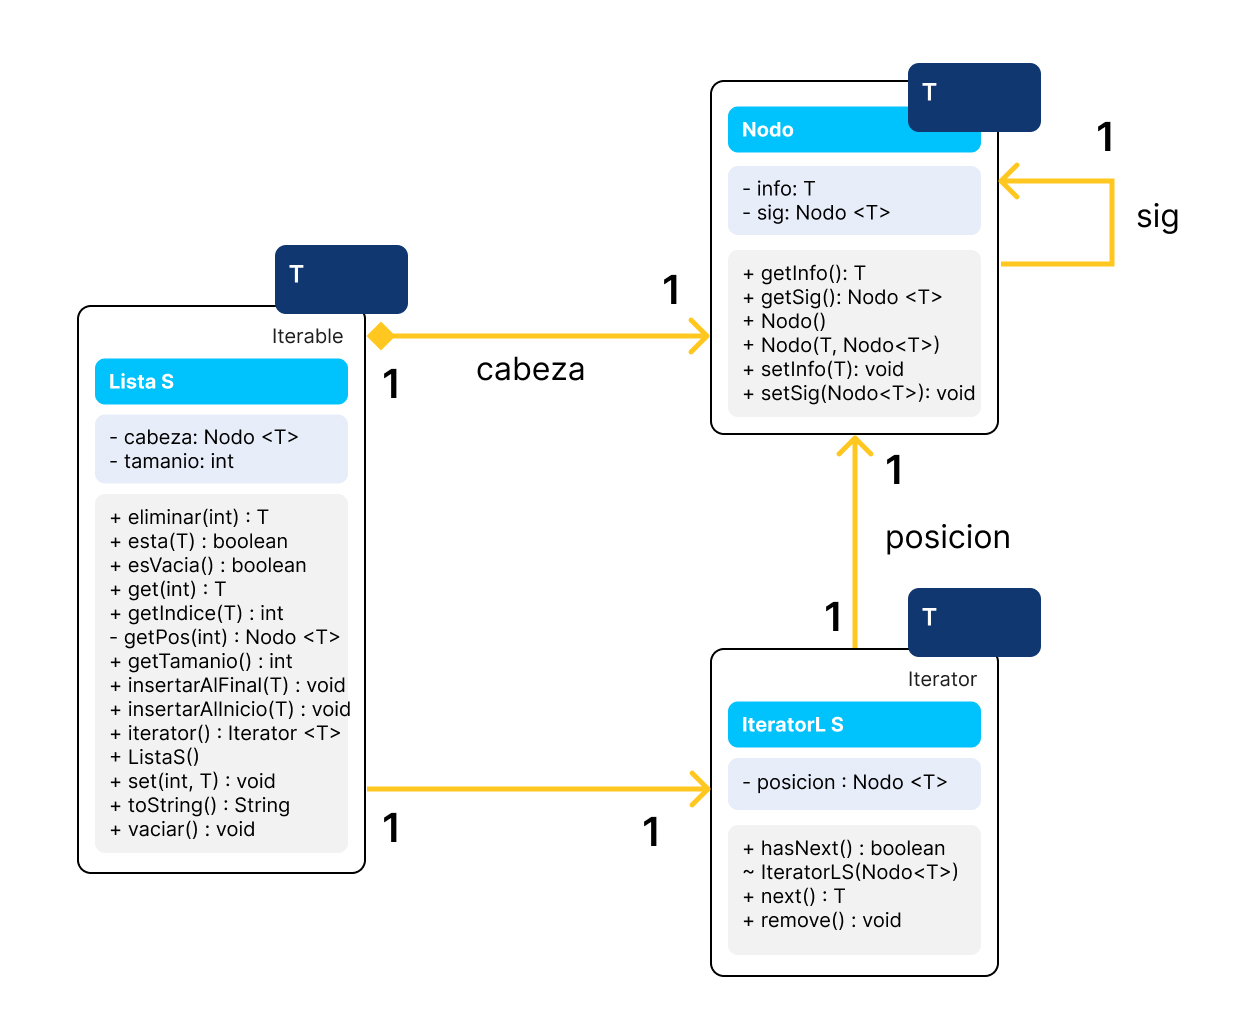 T
Iterable
Lista S
- cabeza: Nodo <T>
- tamanio: int
+ eliminar(int) : T
+ esta(T) : boolean
+ esVacia() : boolean
+ get(int) : T
+ getIndice(T) : int
- getPos(int) : Nodo <T>
+ getTamanio() : int
+ insertarAlFinal(T) : void
+ insertarAlInicio(T) : void
+ iterator() : Iterator <T>
+ ListaS()
+ set(int, T) : void
+ toString() : String
+ vaciar() : void
1
cabeza
1
T
Nodo
- info: T
- sig: Nodo <T>
+ getInfo(): T
+ getSig(): Nodo <T>
+ Nodo()
+ Nodo(T, Nodo<T>)
+ setInfo(T): void
+ setSig(Nodo<T>): void
1
sig
1
posicion
1
T
Iterator
IteratorL S
- posicion : Nodo <T>
+ hasNext() : boolean
~ IteratorLS(Nodo<T>)
+ next() : T
+ remove() : void
1
1